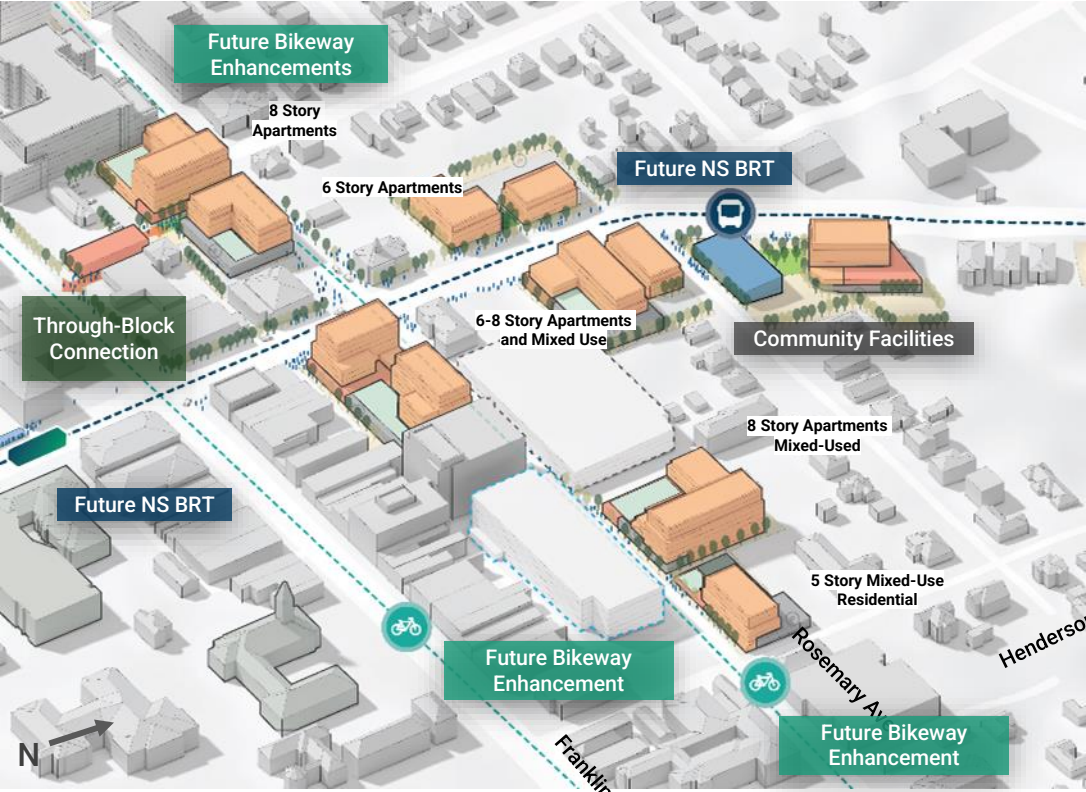 Future Bikeway
Enhancements
8 Story
Apartments
6 Story Apartments
Future NS BRT
Through-Block
Connection
6-8 Story Apartments
and Mixed Use
Community Facilities
8 Story Apartments
Mixed-Used
Future NS BRT
5 Story Mixed-Use
Residential
Rosemary Av
Henderso
Future Bikeway
Enhancement
Future Bikeway
Enhancement
Franklin
N